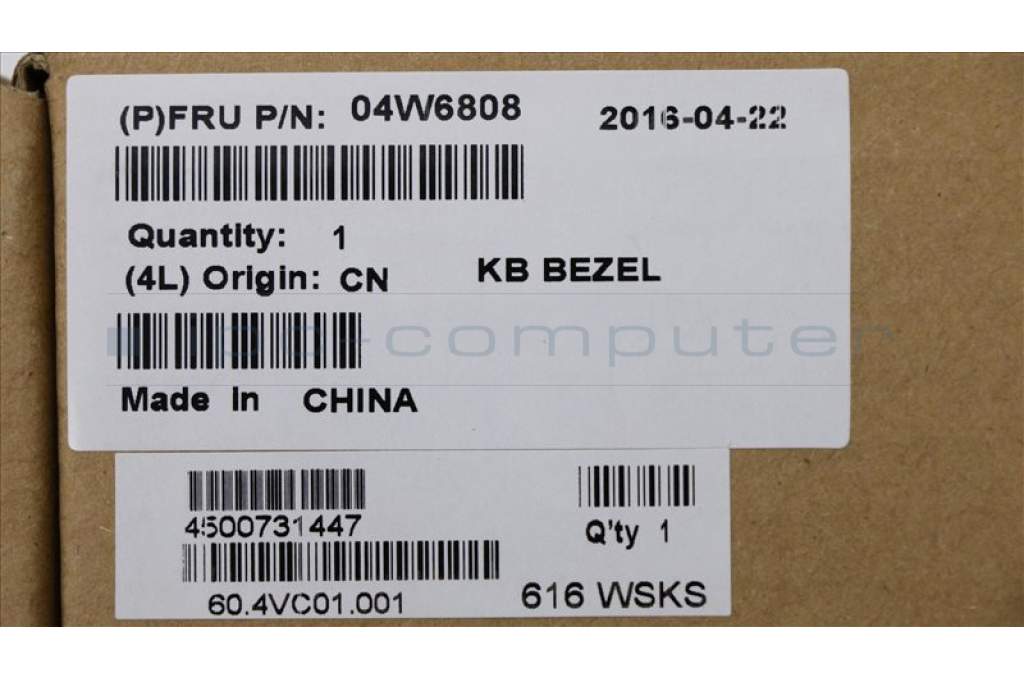 (P)FRU P/N: 04W6808 2016-04-22
Quantity: 1
(4L) Origin: CN KB BEZEL
ipc-computer
Made In CHINA
4500731447
Q'ty 1
60.4VC01.001 616 WSKS